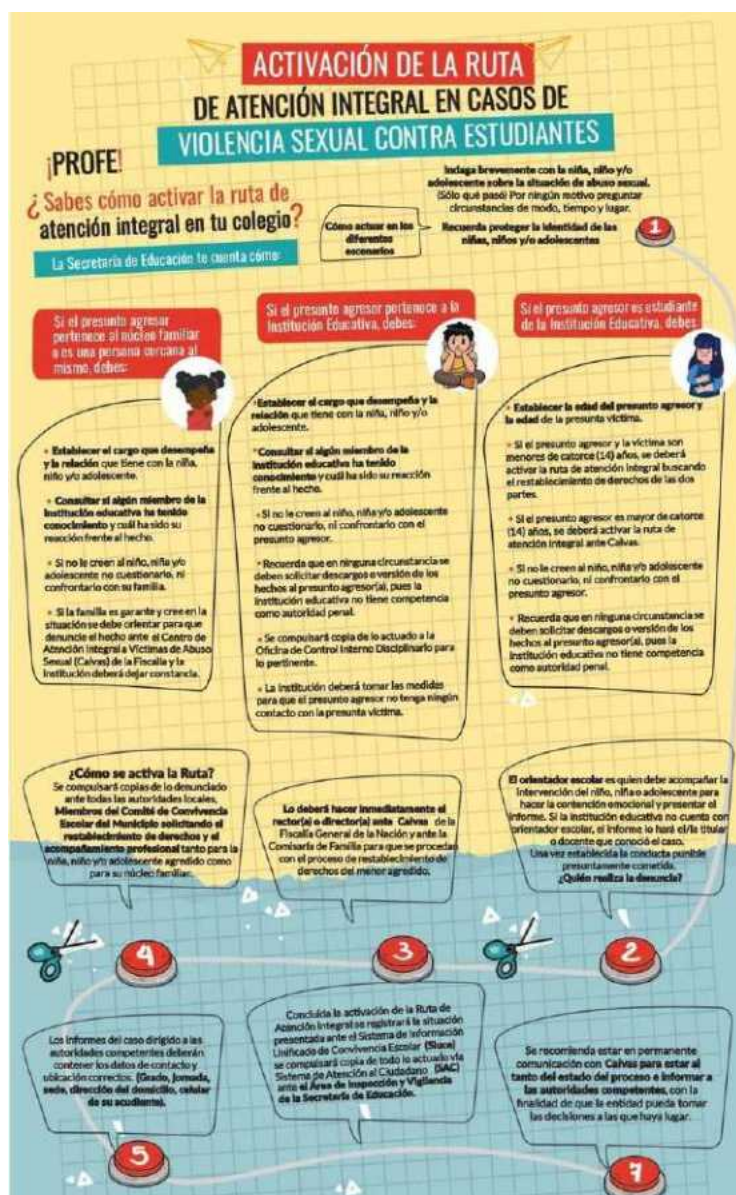 ACTIVACIÓN DE LA RUTA
DE ATENCIÓN INTEGRAL EN CASOS DE
VIOLENCIA SEXUAL CONTRA ESTUDIANTES
¡PROFE!
¿Sabes cómo activar la ruta de
atención integral en tu colegio?
La Secretaría de Educación te cuenta cómo:
Cómo actuar en los
diferentes
escenarios
Indaga brevemente con la niña, niño y/o
adolescente sobre la situación de abuso sexual.
(Sólo qué pasó) Por ningún motivo preguntar
circunstancias de modo, tiempo y lugar.
Recuerda proteger la identidad de las
niñas, niños y/o adolescentes
1
Si el presunto agresor
pertenece al núcleo familiar
o es una persona cercana al
mismo, debes:
• Establecer el cargo que desempeña
y la relación que tiene con la niña,
niño y/o adolescente.
• Consultar si algún miembro de la
institución educativa ha tenido
conocimiento y cuál ha sido su
reacción frente al hecho.
• Si no le creen al niño, niña y/o
adolescente no cuestionarlo, ni
confrontarlo con su familia.
• Si la familia es garante y cree en la
situación se debe orientar para que
denuncie el hecho ante el Centro de
Atención Integral a Víctimas de Abuso
Sexual (Caivas) de la Fiscalía y la
institución deberá dejar constancia.
Si el presunto agresor pertenece a la
Institución Educativa, debes:
• Establecer el cargo que desempeña y la
relación que tiene con la niña, niño y/o
adolescente.
• Consultar si algún miembro de la
institución educativa ha tenido
conocimiento y cuál ha sido su reacción
frente al hecho.
• Si no le creen al niño, niña y/o adolescente
no cuestionarlo, ni confrontarlo con el
presunto agresor.
• Recuerda que en ninguna circunstancia se
deben solicitar descargos o versión de los
hechos al presunto agresor(a), pues la
institución educativa no tiene competencia
como autoridad penal.
• Se compulsará copia de lo actuado a la
Oficina de Control Interno Disciplinario para
lo pertinente.
• La institución deberá tomar las medidas
para que el presunto agresor no tenga ningún
contacto con la presunta víctima.
Si el presunto agresor es estudiante
de la Institución Educativa, debes:
• Establecer la edad del presunto agresor y
la edad de la presunta víctima.
• Si el presunto agresor y la víctima son
menores de catorce (14) años, se deberá
activar la ruta de atención integral buscando
el restablecimiento de derechos de las dos
partes.
• Si el presunto agresor es mayor de catorce
(14) años, se deberá activar la ruta de
atención integral ante Caivas.
• Si no le creen al niño, niña y/o adolescente
no cuestionarlo, ni confrontarlo con el
presunto agresor.
• Recuerda que en ninguna circunstancia se
deben solicitar descargos o versión de los
hechos al presunto agresor(a), pues la
institución educativa no tiene competencia
como autoridad penal.
El orientador escolar es quien debe acompañar la
intervención del niño, niña o adolescente para
hacer la contención emocional y presentar el
informe. Si la institución educativa no cuenta con
orientador escolar, el informe lo hará el/la titular
o docente que conoció el caso.
Una vez establecida la conducta punible
presuntamente cometida.
¿Quién realiza la denuncia?
2
Lo deberá hacer inmediatamente el
rector(a) o director(a) ante Caivas de la
Fiscalía General de la Nación y ante la
Comisaría de Familia para que se procedan
con el proceso de restablecimiento de
derechos del menor agredido.
3
¿Cómo se activa la Ruta?
Se compulsará copias de lo denunciado
ante todas las autoridades locales,
Miembros del Comité de Convivencia
Escolar del Municipio solicitando el
restablecimiento de derechos y el
acompañamiento profesional tanto para la
niña, niño y/o adolescente agredido como
para su núcleo familiar.
4
Los informes del caso dirigido a las
autoridades competentes deberán
contener los datos de contacto y
ubicación correctos. (Grado, jornada,
sede, dirección del domicilio, celular
de su acudiente).
5
Concluida la activación de la Ruta de
Atención Integral se registrará la situación
presentada ante el Sistema de Información
Unificado de Convivencia Escolar (Siuce)
se compulsará copia de todo lo actuado vía
Sistema de Atención al Ciudadano (SAC)
ante el Área de Inspección y Vigilancia
de la Secretaría de Educación.
Se recomienda estar en permanente
comunicación con Caivas para estar al
tanto del estado del proceso e informar a
las autoridades competentes, con la
finalidad de que la entidad pueda tomar
las decisiones a las que haya lugar.
7